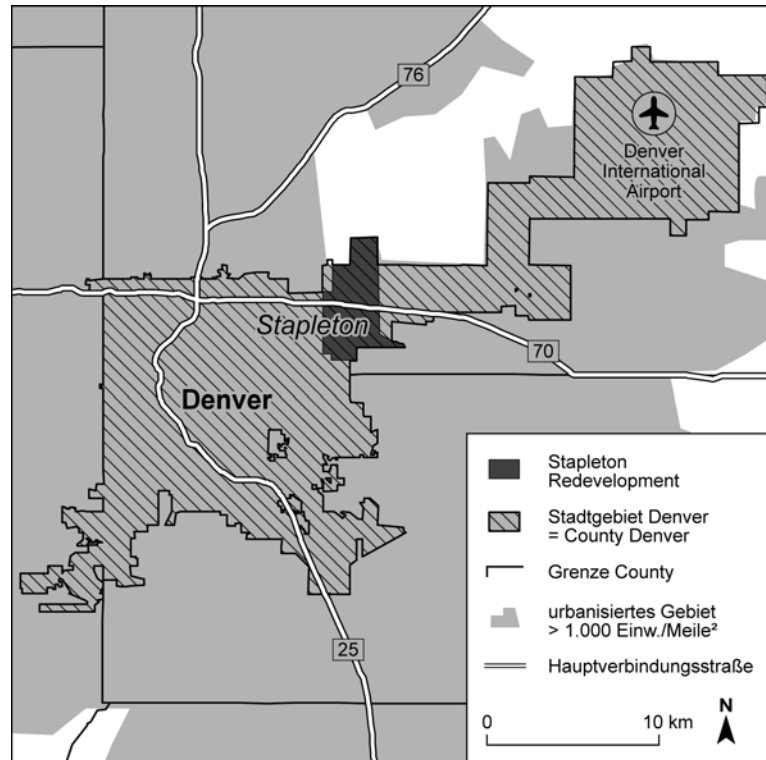 76
Denver
International
Airport
Stapleton
70
Denver
25
Stapleton
Redevelopment
Stadtgebiet Denver
= County Denver
Grenze County
urbanisiertes Gebiet
> 1.000 Einw./Meile²
Hauptverbindungsstraße
N
0 10 km